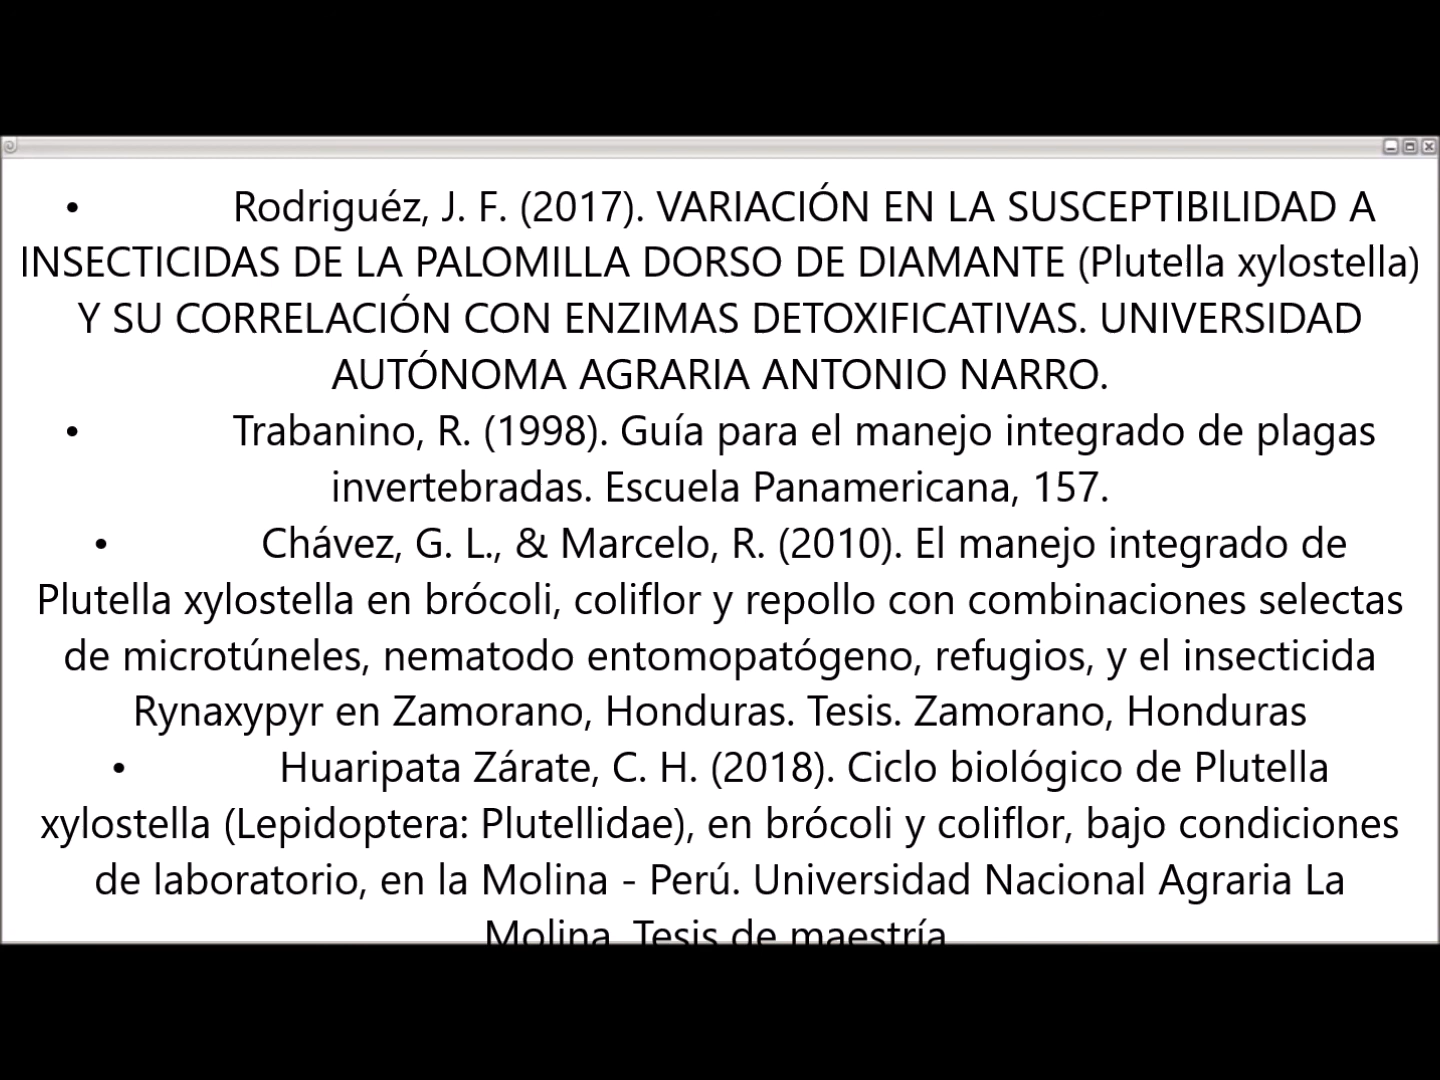 • Rodriguéz, J. F. (2017). VARIACIÓN EN LA SUSCEPTIBILIDAD A
INSECTICIDAS DE LA PALOMILLA DORSO DE DIAMANTE (Plutella xylostella)
Y SU CORRELACIÓN CON ENZIMAS DETOXIFICATIVAS. UNIVERSIDAD
AUTÓNOMA AGRARIA ANTONIO NARRO.
• Trabanino, R. (1998). Guía para el manejo integrado de plagas
invertebradas. Escuela Panamericana, 157.
• Chávez, G. L., & Marcelo, R. (2010). El manejo integrado de
Plutella xylostella en brócoli, coliflor y repollo con combinaciones selectas
de microtúneles, nematodo entomopatógeno, refugios, y el insecticida
Rynaxypyr en Zamorano, Honduras. Tesis. Zamorano, Honduras
• Huaripata Zárate, C. H. (2018). Ciclo biológico de Plutella
xylostella (Lepidoptera: Plutellidae), en brócoli y coliflor, bajo condiciones
de laboratorio, en la Molina - Perú. Universidad Nacional Agraria La
Molina. Tesis de maestría